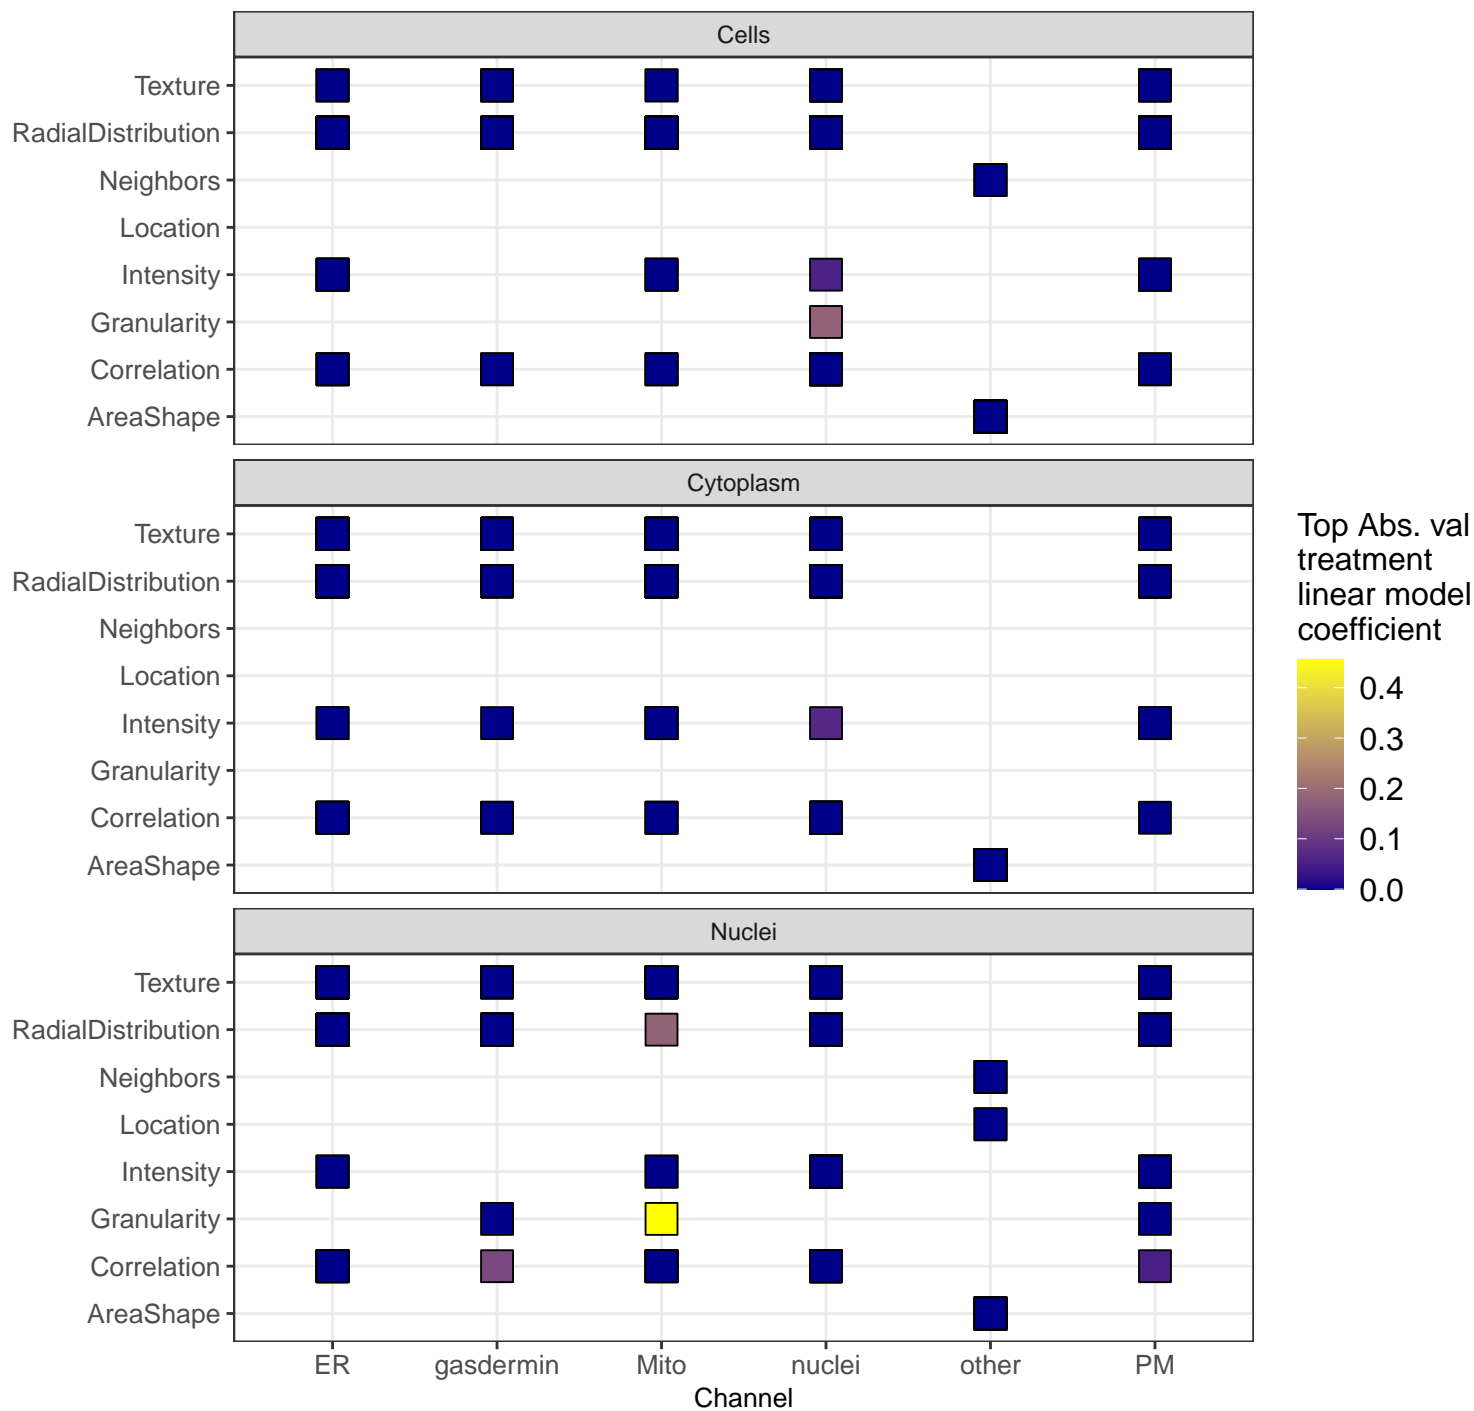 Cells
Texture
RadialDistribution
Neighbors
Location
Intensity
Granularity
Correlation
AreaShape
Cytoplasm
Texture
RadialDistribution
Neighbors
Location
Intensity
Granularity
Correlation
AreaShape
Nuclei
Texture
RadialDistribution
Neighbors
Location
Intensity
Granularity
Correlation
AreaShape
ER gasdermin Mito nuclei other PM
Channel
Top Abs. val
treatment
linear model
coefficient
0.4
0.3
0.2
0.1
0.0